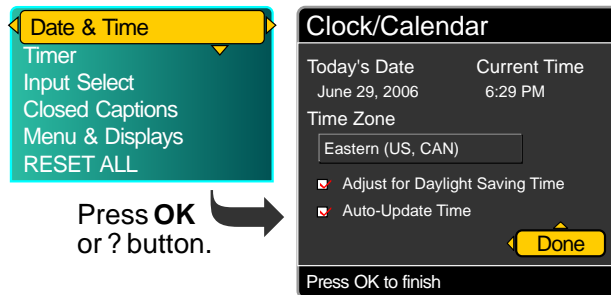 Date & Time
Timer
Input Select
Closed Captions
Menu & Displays
RESET ALL
Press OK
or ? button.
Clock/Calendar
Today's Date Current Time
June 29, 2006 6:29 PM
Time Zone
Eastern (US, CAN)
Adjust for Daylight Saving Time
Auto-Update Time
Done
Press OK to finish